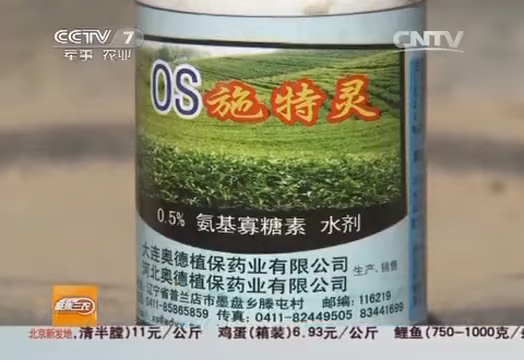 CCTV 7
军事 农业
CNTV
OS施特灵
0.5% 氨基寡糖素 水剂
大连奥德植保药业有限公司
河北奥德植保药业有限公司
生产、销售
辽宁省普兰店市墨盘乡滕屯村 邮编:116219
0411-85865859 传真:0411-82449505 83441699
北京新发地,清半膛)11元/公斤 鸡蛋(箱装)6.93元/公斤 鲤鱼(750-1000克/